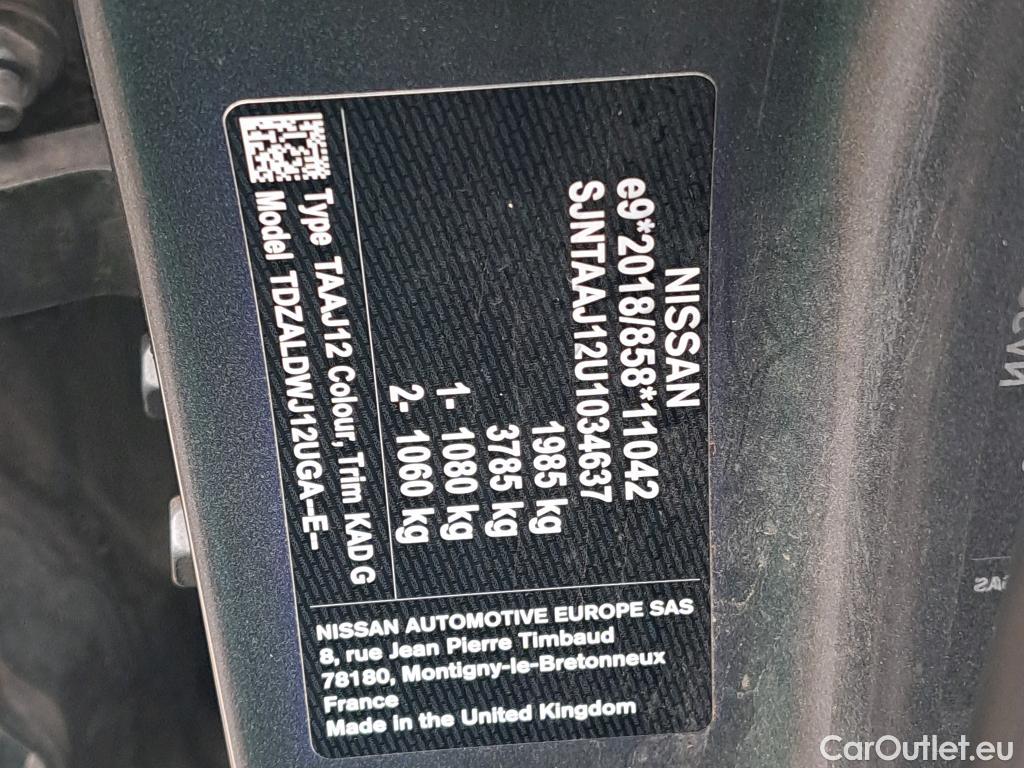 NISSAN
e9*2018/858*11042
SJNTAAJ12U1034637
1985 kg
3785 kg
1- 1080 kg
2- 1060 kg
Type TAAJ12 Colour, Trim KAD G
Model TDZALDWJ12UGA-E-
NISSAN AUTOMOTIVE EUROPE SAS
8, rue Jean Pierre Timbaud
78180, Montigny-le-Bretonneux
France
Made in the United Kingdom
CarOutlet.eu